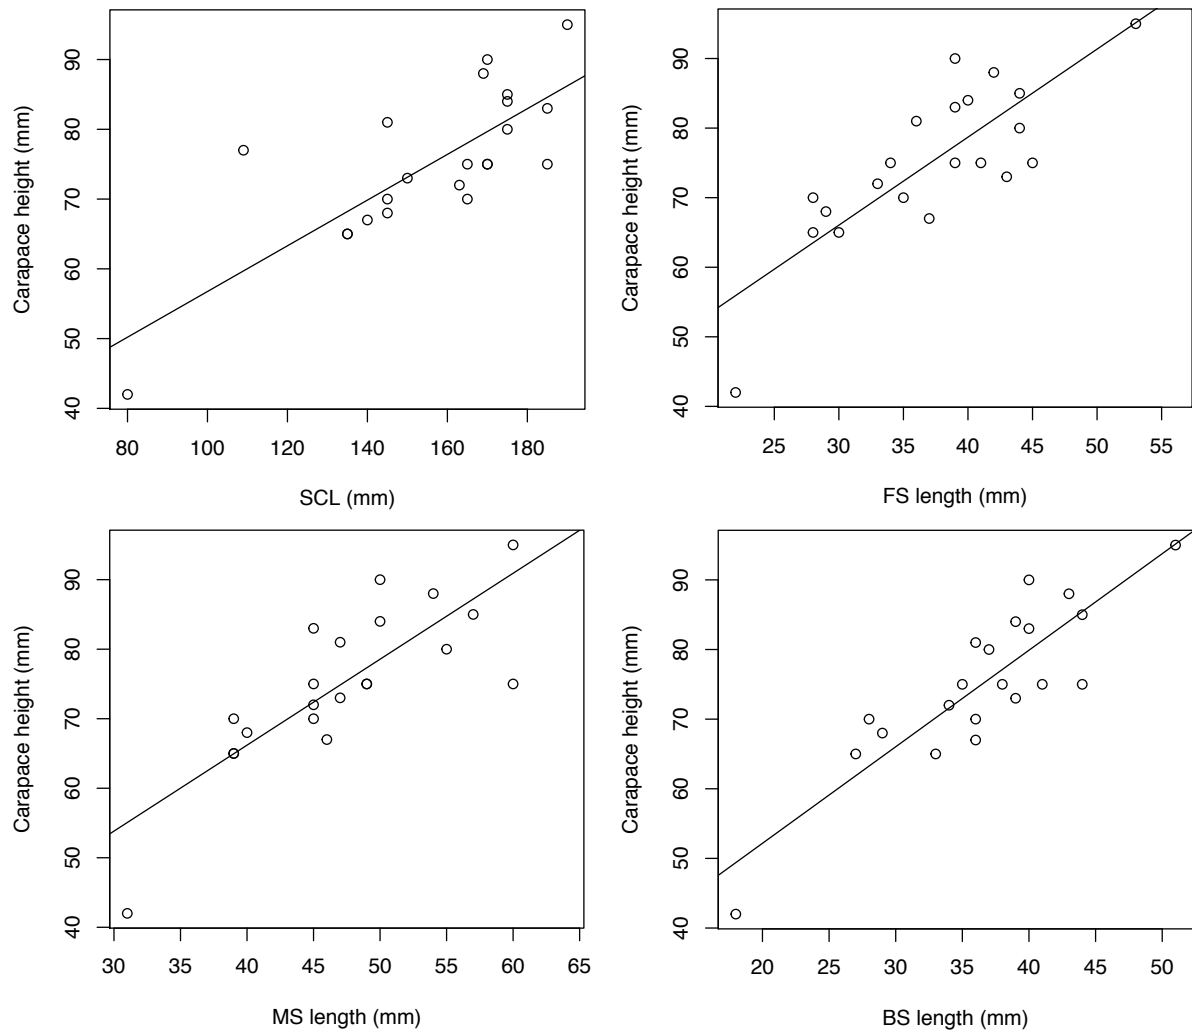 Carapace height (mm)
40 50 60 70 80 90
80 100 120 140 160 180
SCL (mm)
Carapace height (mm)
40 50 60 70 80 90
25 30 35 40 45 50 55
FS length (mm)
Carapace height (mm)
40 50 60 70 80 90
30 35 40 45 50 55 60 65
MS length (mm)
Carapace height (mm)
40 50 60 70 80 90
20 25 30 35 40 45 50
BS length (mm)